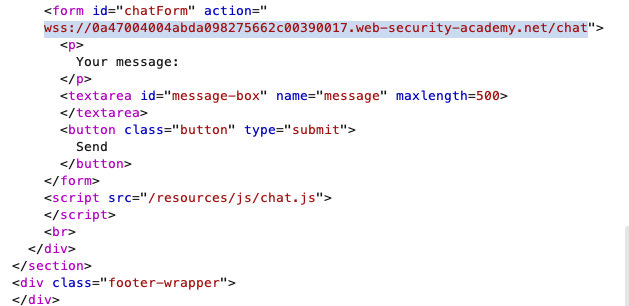 <form id="chatForm" action="
wss://0a47004004abda098275662c00390017.web-security-academy.net/chat">
<p>
Your message:
</p>
<textarea id="message-box" name="message" maxlength=500>
</textarea>
<button class="button" type="submit">
Send
</button>
</form>
<script src="/resources/js/chat.js">
</script>
<br>
</div>
</section>
<div class="footer-wrapper">
</div>